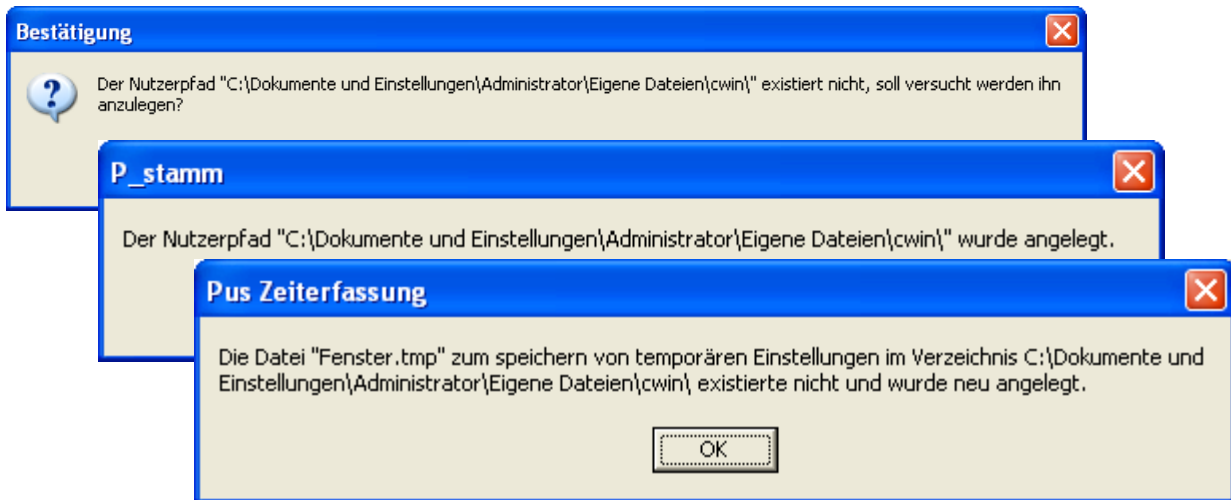 Bestätigung
Der Nutzerpfad "C:\Dokumente und Einstellungen\Administrator\Eigene Dateien\cwin\" existiert nicht, soll versucht werden ihn
anzulegen?
P_stamm
Der Nutzerpfad "C:\Dokumente und Einstellungen\Administrator\Eigene Dateien\cwin\" wurde angelegt.
Pus Zeiterfassung
Die Datei "Fenster.tmp" zum speichern von temporären Einstellungen im Verzeichnis C:\Dokumente und
Einstellungen\Administrator\Eigene Dateien\cwin\ existierte nicht und wurde neu angelegt.
OK